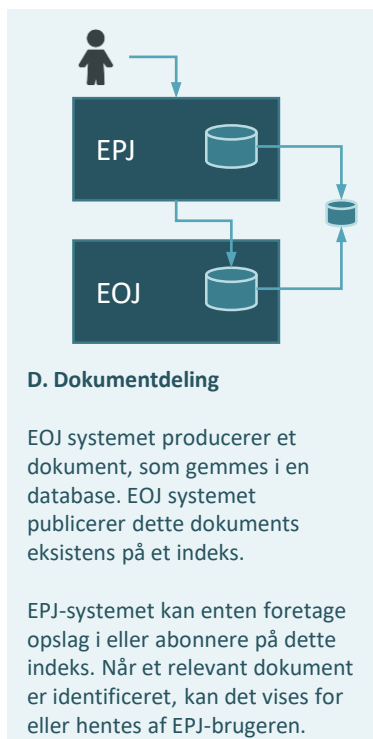 EPJ
EOJ
D. Dokumentdeling
EOJ systemet producerer et
dokument, som gemmes i en
database. EOJ systemet
publicerer dette dokuments
eksistens på et indeks.
EPJ-systemet kan enten foretage
opslag i eller abonnere på dette
indeks. Når et relevant dokument
er identificeret, kan det vises for
eller hentes af EPJ-brugeren.